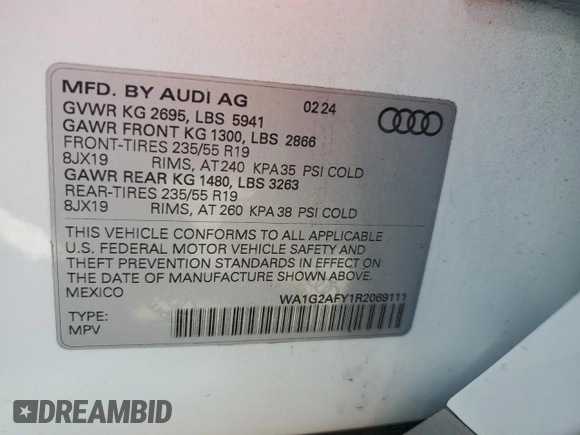 MFD. BY AUDI AG 02 24
GVWR KG 2695, LBS 5941
GAWR FRONT KG 1300, LBS 2866
FRONT-TIRES 235/55 R19
8JX19 RIMS, AT 240 KPA 35 PSI COLD
GAWR REAR KG 1480, LBS 3263
REAR-TIRES 235/55 R19
8JX19 RIMS, AT 260 KPA 38 PSI COLD
THIS VEHICLE CONFORMS TO ALL APPLICABLE
U.S. FEDERAL MOTOR VEHICLE SAFETY AND
THEFT PREVENTION STANDARDS IN EFFECT ON
THE DATE OF MANUFACTURE SHOWN ABOVE.
MEXICO WA1G2AFY1R2069111
TYPE:
MPV
DREAMBID